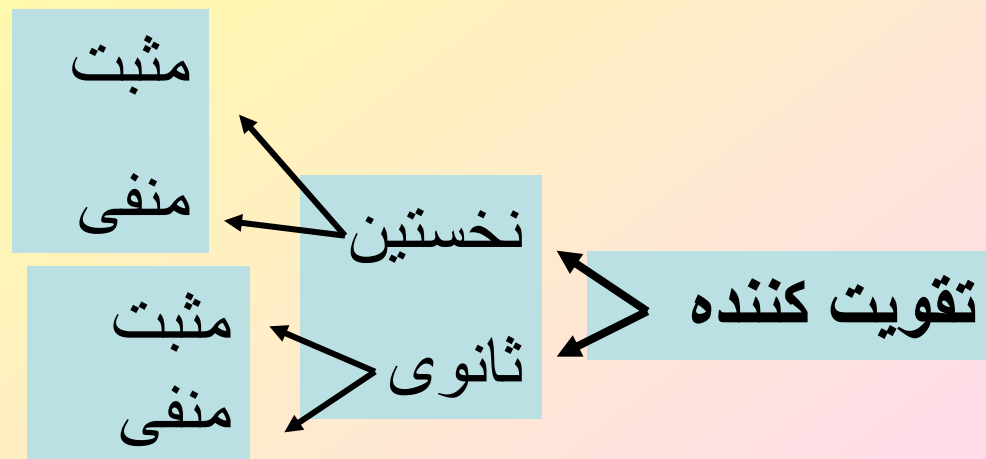 تقویت کننده
نخستین
ثانوی
مثبت
منفی
مثبت
منفی